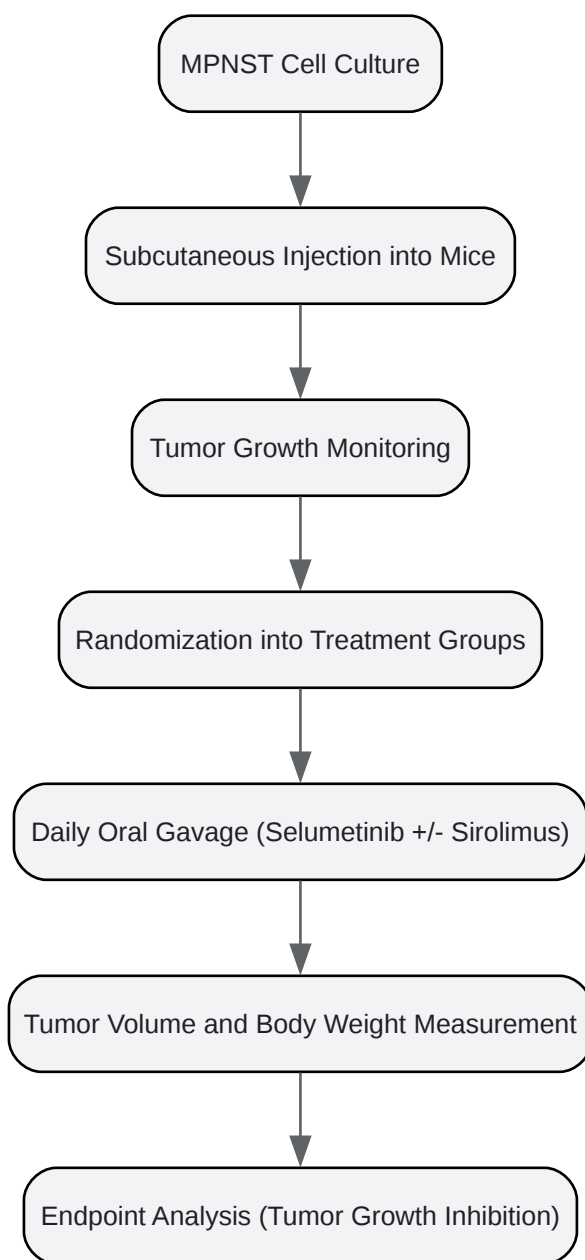 MPNST Cell Culture
Subcutaneous Injection into Mice
Tumor Growth Monitoring
Randomization into Treatment Groups
Daily Oral Gavage (Selumetinib +/- Sirolimus)
Tumor Volume and Body Weight Measurement
Endpoint Analysis (Tumor Growth Inhibition)